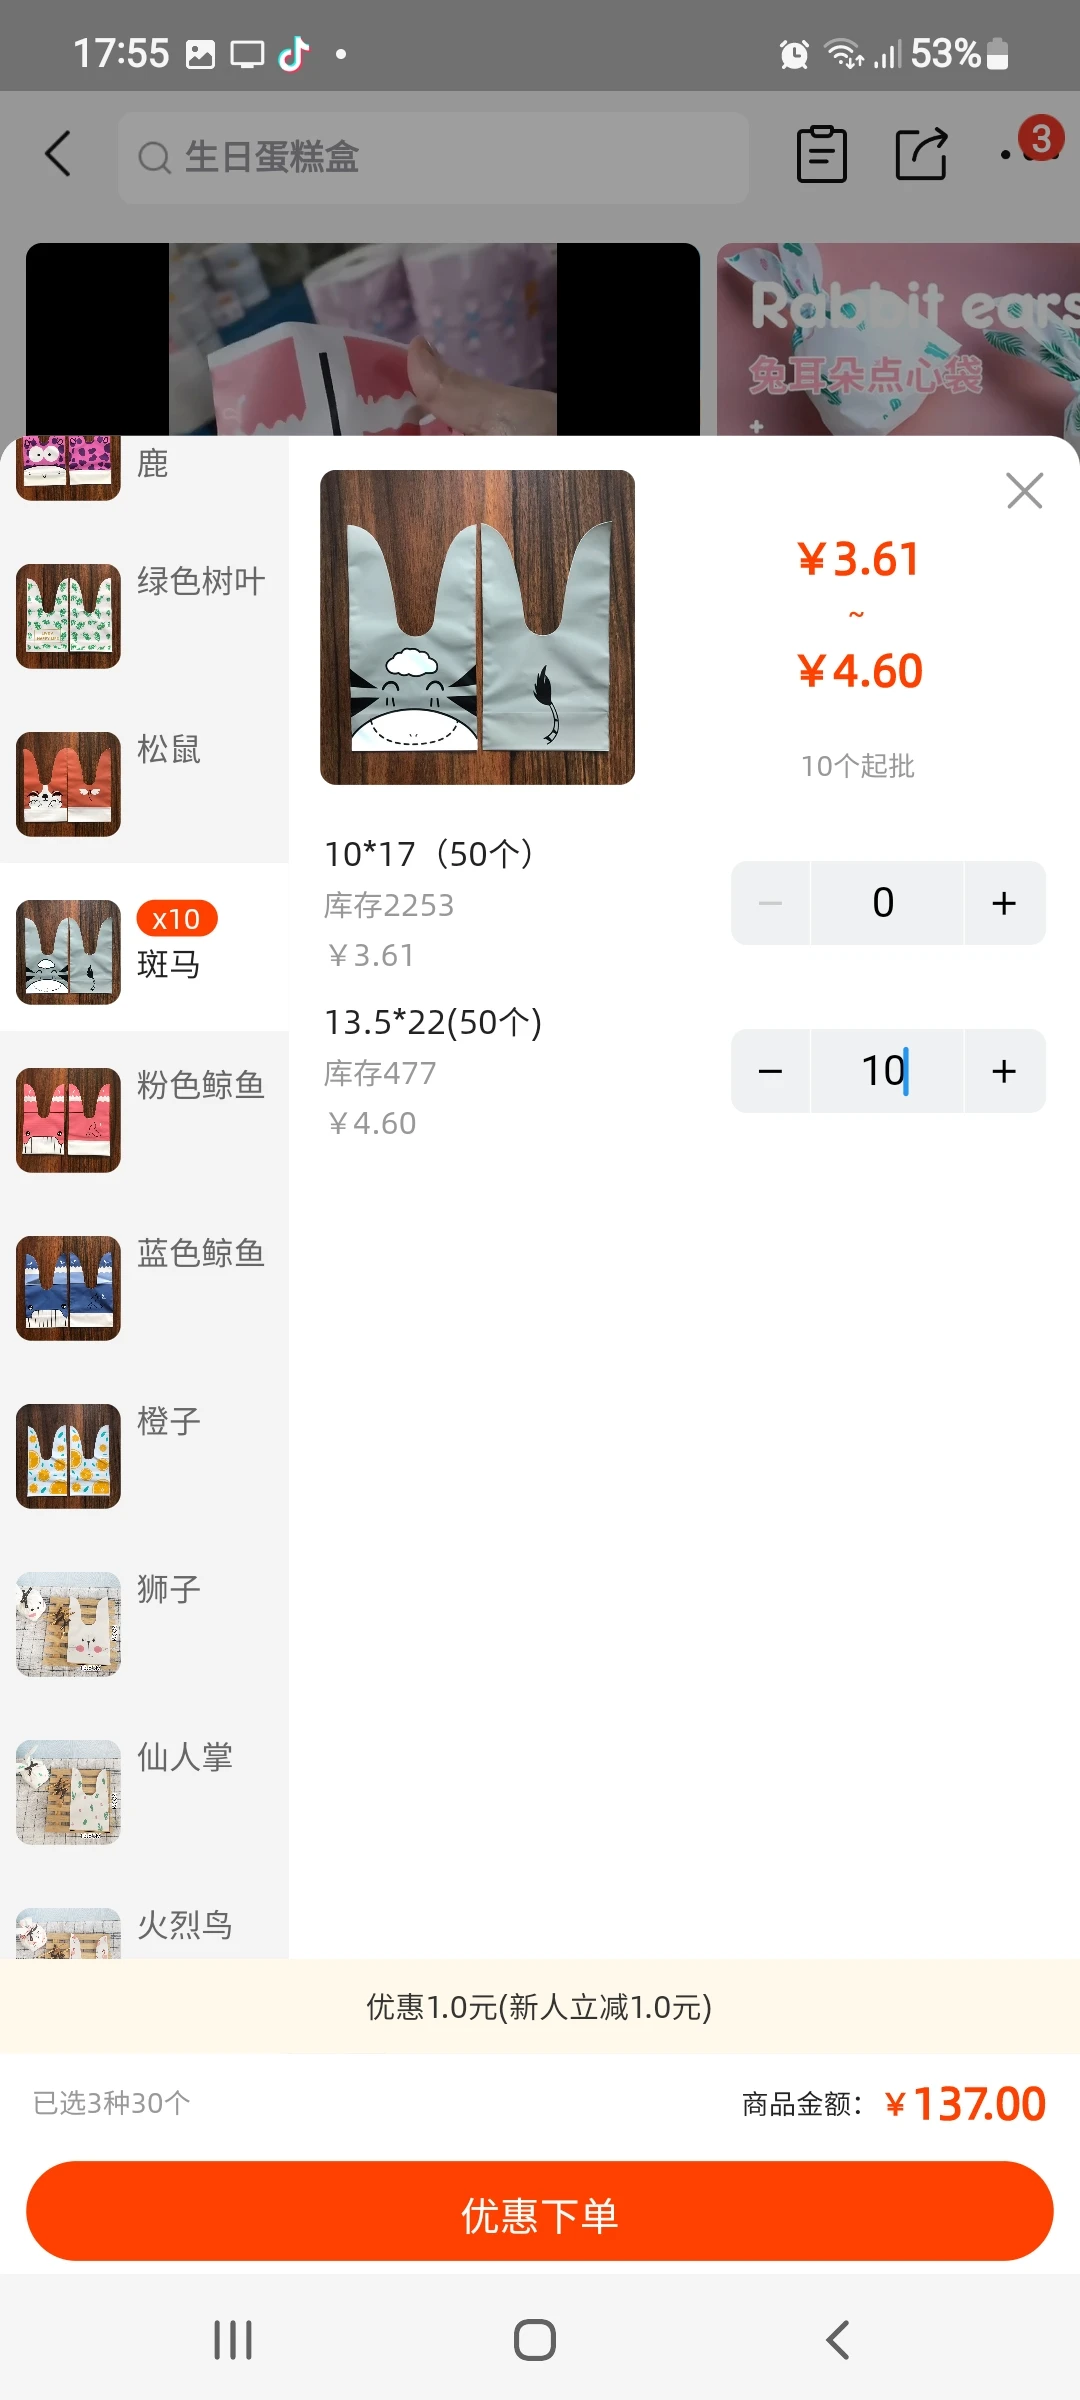 17:55
53%
生日蛋糕盒
3
Rabbit ears
兔耳朵点心袋
鹿
绿色树叶
松鼠
x10
斑马
粉色鲸鱼
蓝色鲸鱼
橙子
狮子
仙人掌
火烈鸟
¥3.61
~
¥4.60
10个起批
10*17（50个）
库存2253
¥3.61
0
13.5*22(50个)
库存477
¥4.60
10
优惠1.0元(新人立减1.0元)
已选3种30个
商品金额：¥137.00
优惠下单